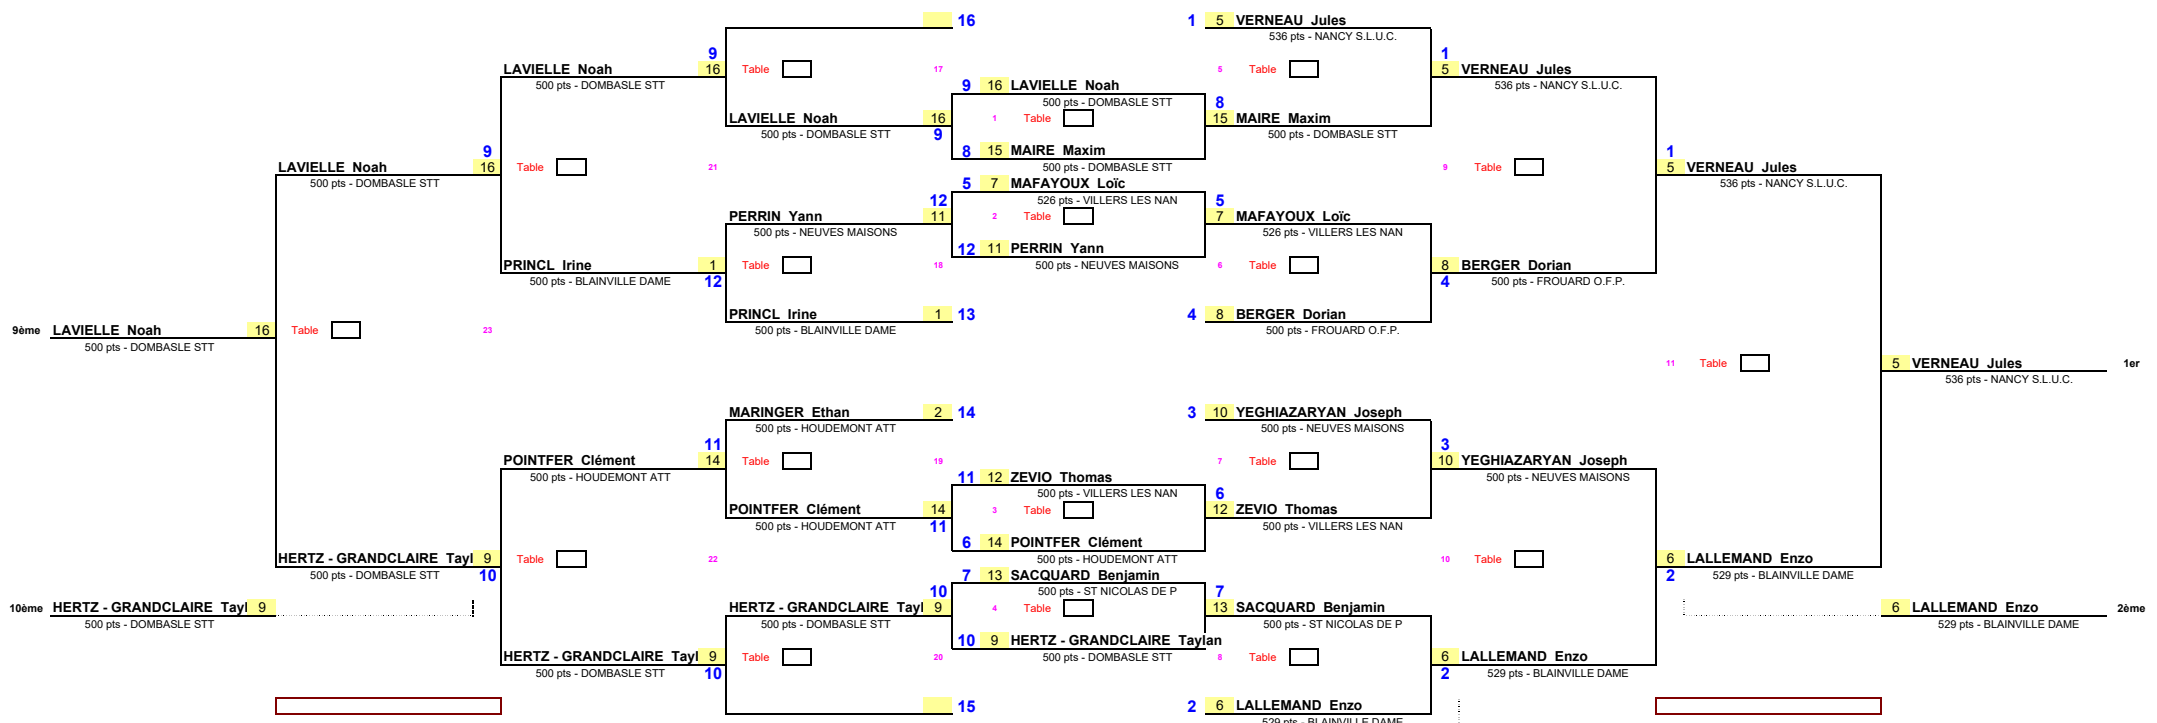 16 1 5 VERNEAU Jules
536 pts - NANCY S.L.U.C.
9 1
LAVIELLE Noah 16 Table 17 5 Table 5 VERNEAU Jules
500 pts - DOMBASLE STT 9 16 LAVIELLE Noah 536 pts - NANCY S.L.U.C.
500 pts - DOMBASLE STT 8
LAVIELLE Noah 16 1 Table 15 MAIRE Maxim
500 pts - DOMBASLE STT 9 500 pts - DOMBASLE STT
9 8 15 MAIRE Maxim 1
LAVIELLE Noah 16 Table 21 500 pts - DOMBASLE STT 9 Table 5 VERNEAU Jules
500 pts - DOMBASLE STT 5 7 MAFAYOUX Loïc 536 pts - NANCY S.L.U.C.
12 526 pts - VILLERS LES NAN 5
PERRIN Yann 11 2 Table 7 MAFAYOUX Loïc
500 pts - NEUVES MAISONS 526 pts - VILLERS LES NAN
12 11 PERRIN Yann
PRINCL Irine 1 Table 18 500 pts - NEUVES MAISONS 6 Table 8 BERGER Dorian
500 pts - BLAINVILLE DAME 12 4 500 pts - FROUARD O.F.P.
PRINCL Irine 1 13 4 8 BERGER Dorian
9ème LAVIELLE Noah 16 Table 23 500 pts - BLAINVILLE DAME 500 pts - FROUARD O.F.P.
500 pts - DOMBASLE STT
11 Table 5 VERNEAU Jules 1er
536 pts - NANCY S.L.U.C.
MARINGER Ethan 2 14 3 10 YEGHIAZARYAN Joseph
500 pts - HOUDEMONT ATT 500 pts - NEUVES MAISONS
11 3
POINTFER Clément 14 Table 19 7 Table 10 YEGHIAZARYAN Joseph
500 pts - HOUDEMONT ATT 11 12 ZEVIO Thomas 500 pts - NEUVES MAISONS
500 pts - VILLERS LES NAN 6
POINTFER Clément 14 3 Table 12 ZEVIO Thomas
500 pts - HOUDEMONT ATT 11 500 pts - VILLERS LES NAN
6 14 POINTFER Clément
HERTZ - GRANDCLAIRE Tayl 9 Table 22 500 pts - HOUDEMONT ATT 10 Table 6 LALLEMAND Enzo
500 pts - DOMBASLE STT 10 7 13 SACQUARD Benjamin 2 529 pts - BLAINVILLE DAME
10 500 pts - ST NICOLAS DE P 7
10ème HERTZ - GRANDCLAIRE Tayl 9 HERTZ - GRANDCLAIRE Tayl 9 4 Table 13 SACQUARD Benjamin 6 LALLEMAND Enzo 2ème
500 pts - DOMBASLE STT 500 pts - DOMBASLE STT 500 pts - ST NICOLAS DE P 529 pts - BLAINVILLE DAME
10 9 HERTZ - GRANDCLAIRE Taylan
HERTZ - GRANDCLAIRE Tayl 9 Table 20 500 pts - DOMBASLE STT 8 Table 6 LALLEMAND Enzo
500 pts - DOMBASLE STT 10 2 529 pts - BLAINVILLE DAME
15 2 6 LALLEMAND Enzo
529 pts - BLAINVILLE DAME